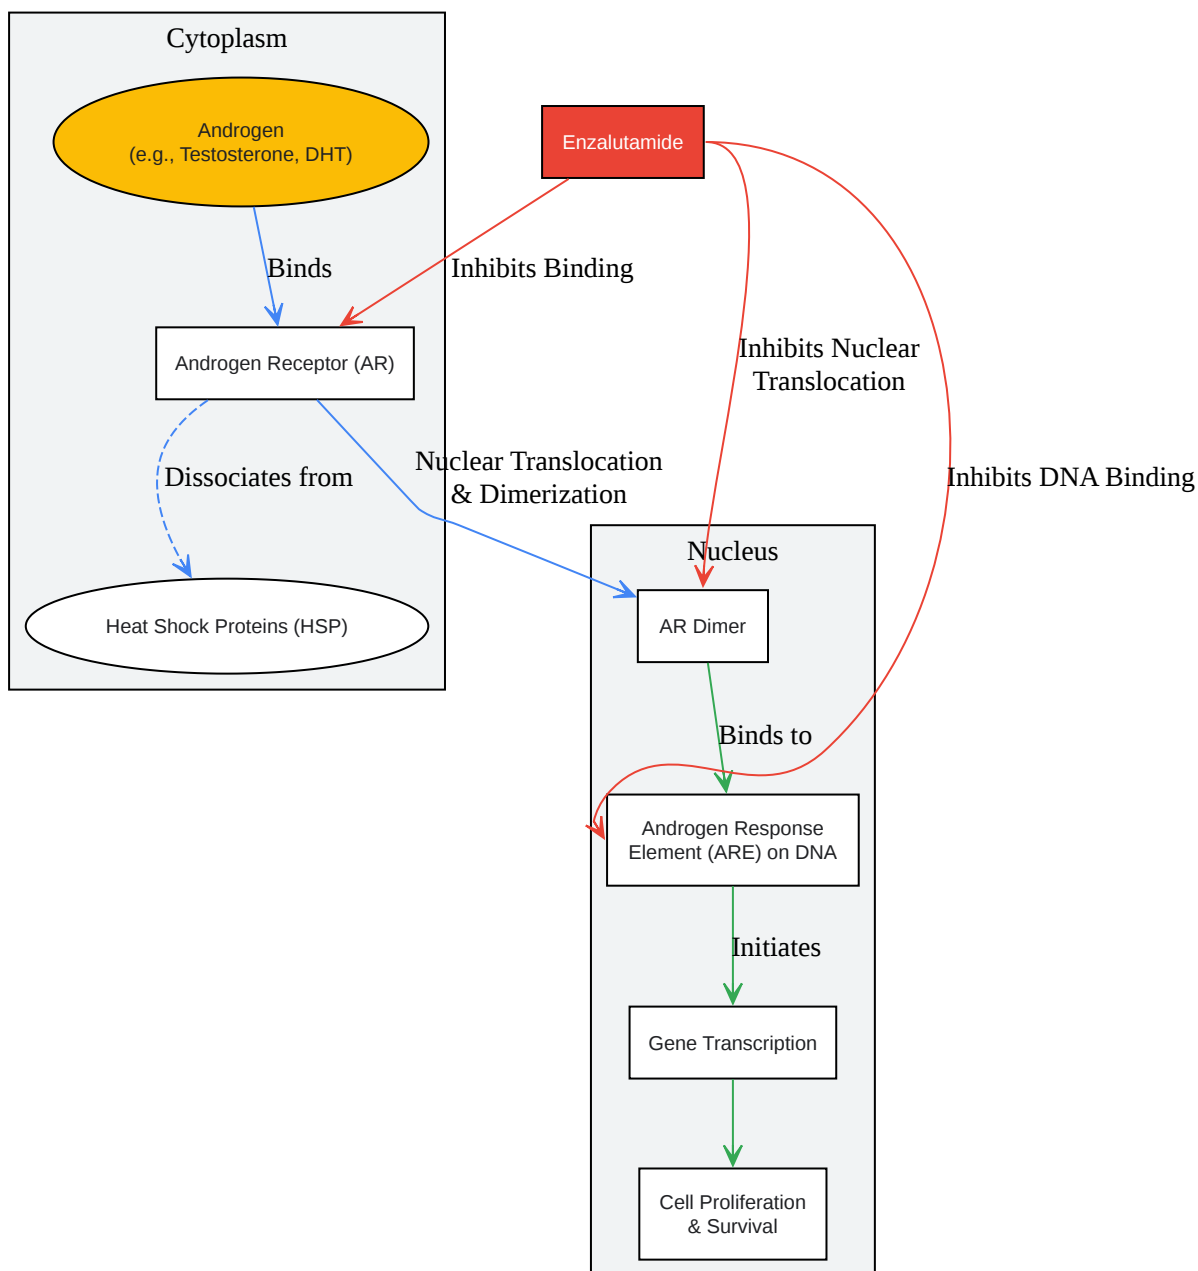 Cytoplasm
Androgen
(e.g., Testosterone, DHT)
Enzalutamide
Binds
Inhibits Binding
Androgen Receptor (AR)
Inhibits Nuclear
Translocation
Nuclear Translocation
& Dimerization
Dissociates from
Inhibits DNA Binding
Nucleus
Heat Shock Proteins (HSP)
AR Dimer
Binds to
Androgen Response
Element (ARE) on DNA
Initiates
Gene Transcription
Cell Proliferation
& Survival